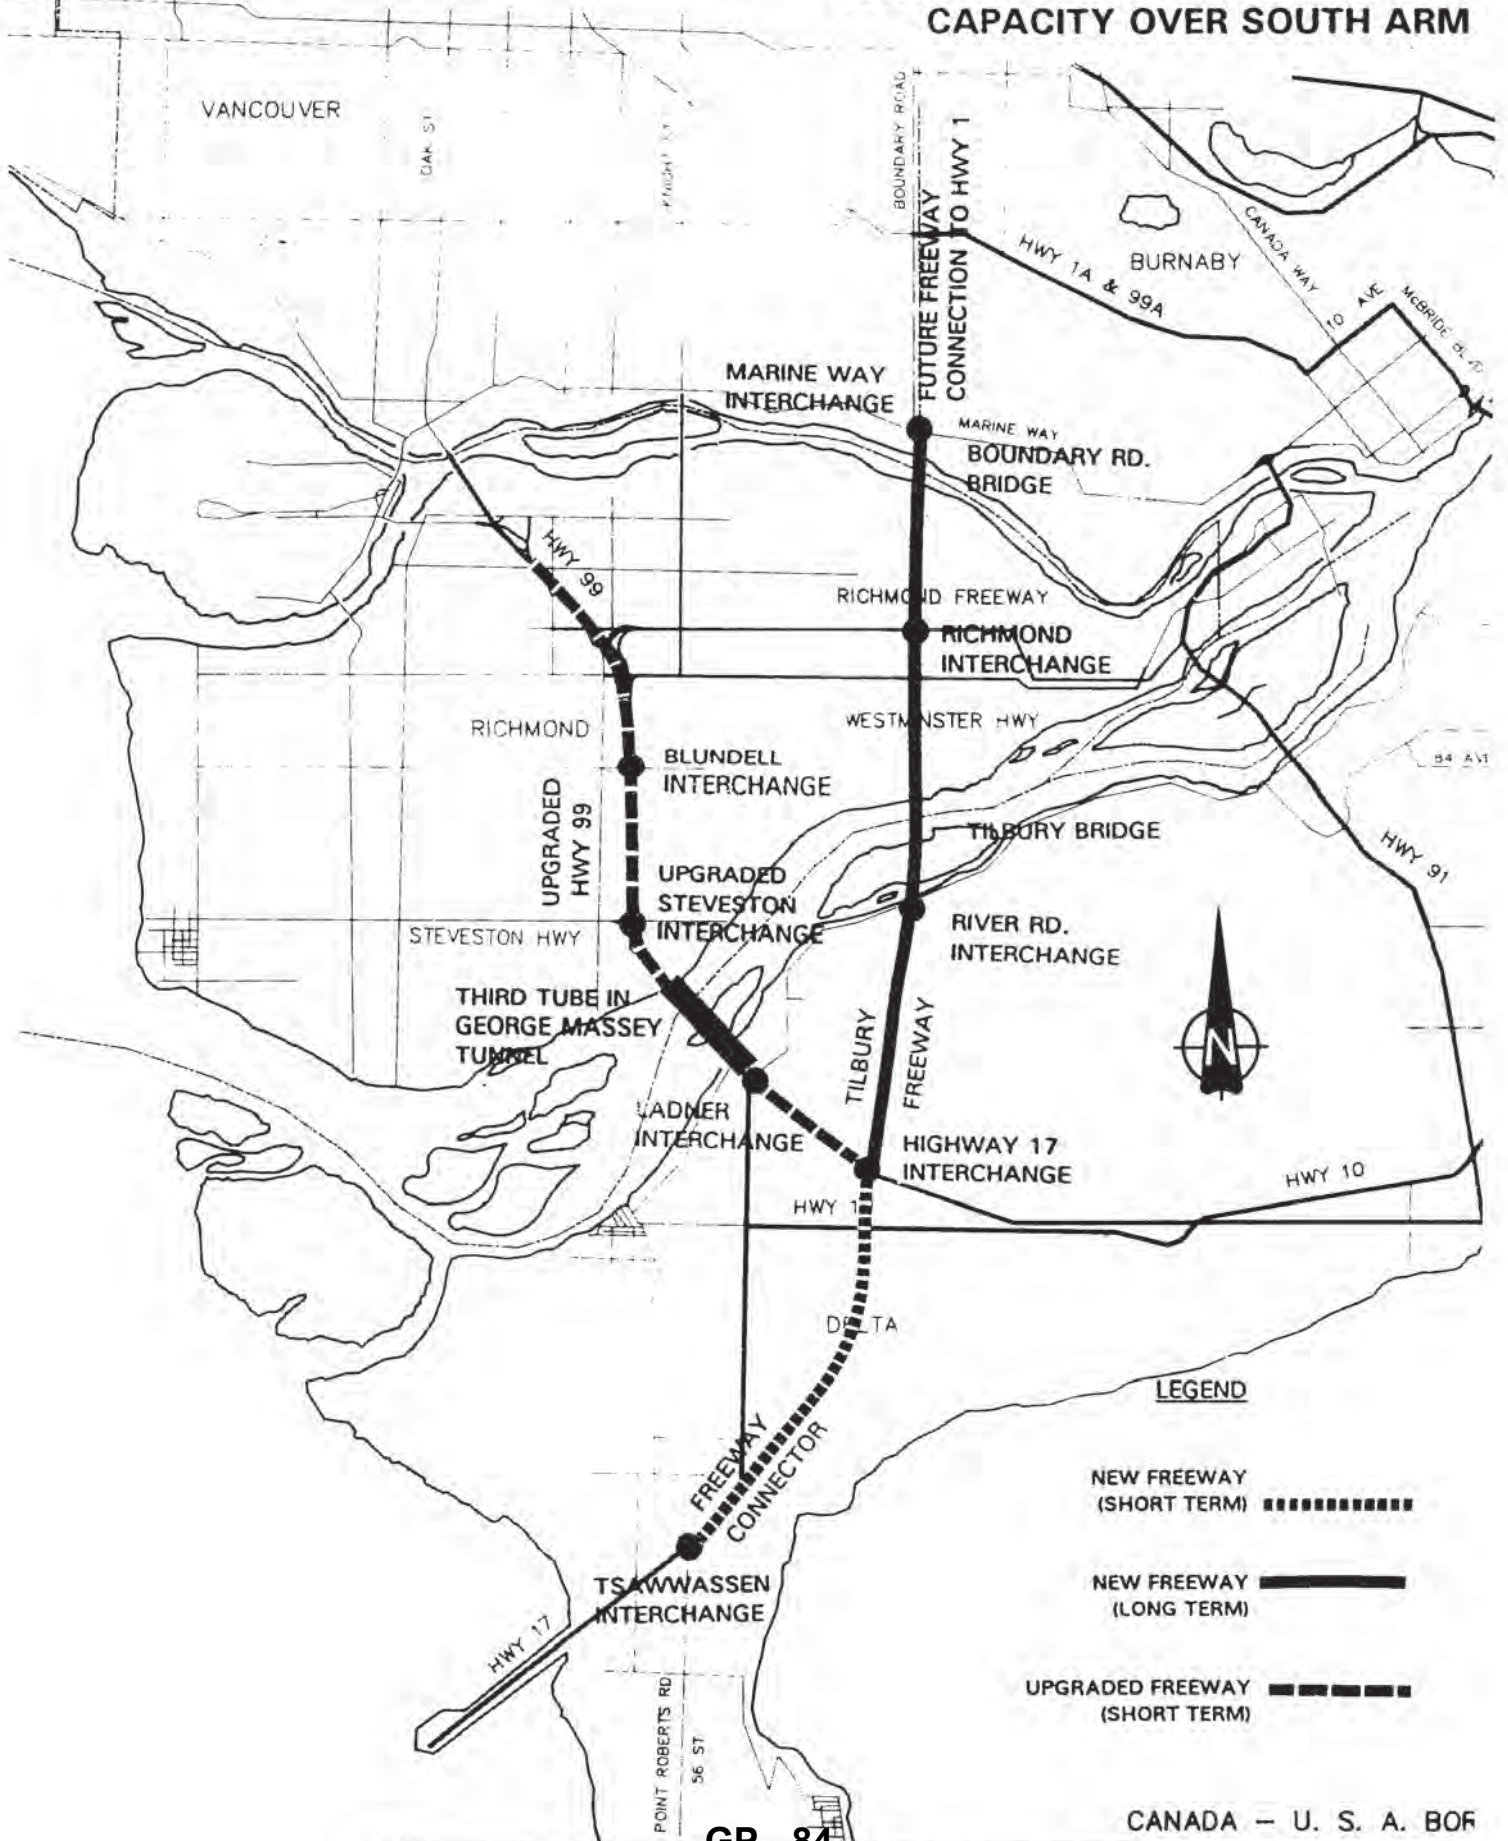 CAPACITY OVER SOUTH ARM
VANCOUVER
OAK ST
BOUNDARY ROAD
FUTURE FREEWAY
CONNECTION TO HWY 1
HWY 1A & 99A
BURNABY
CANADA WAY
10 AVE
McBRIDE
MARINE WAY
INTERCHANGE
MARINE WAY
BOUNDARY RD.
BRIDGE
HWY 99
RICHMOND FREEWAY
RICHMOND
INTERCHANGE
RICHMOND
WESTMINSTER HWY
BLUNDELL
INTERCHANGE
UPGRADED
HWY 99
TILBURY BRIDGE
HWY 91
UPGRADED
STEVESTON
INTERCHANGE
STEVESTON HWY
RIVER RD.
INTERCHANGE
THIRD TUBE IN
GEORGE MASSEY
TUNNEL
TILBURY
FREEWAY
N
LADNER
INTERCHANGE
HIGHWAY 17
INTERCHANGE
HWY 10
HWY 1
DELTA
LEGEND
FREEWAY
CONNECTOR
NEW FREEWAY
(SHORT TERM)
TSAWWASSEN
INTERCHANGE
NEW FREEWAY
(LONG TERM)
HWY 17
UPGRADED FREEWAY
(SHORT TERM)
POINT ROBERTS RD
56 ST
CANADA - U. S. A. BOR
GP - 84